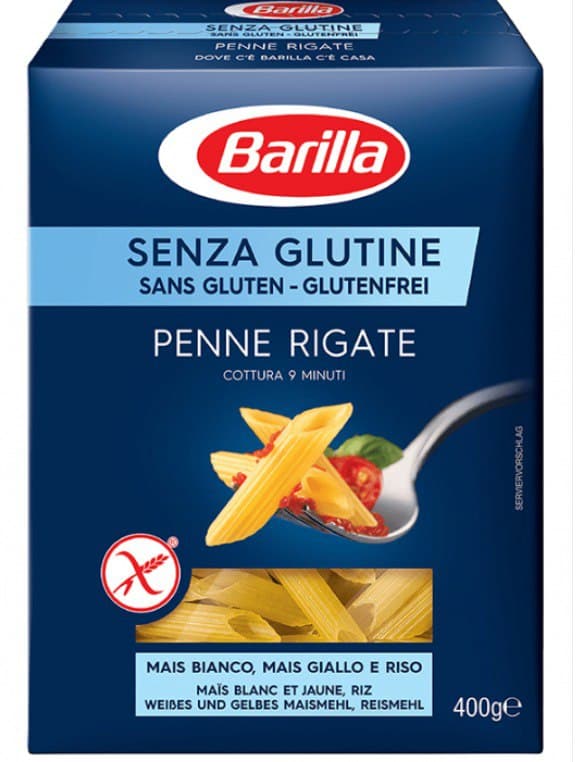 Barilla
SENZA GLUTINE
SANS GLUTEN - GLUTENFREI
PENNE RIGATE
DOVE C'È BARILLA C'È CASA
Barilla
SENZA GLUTINE
SANS GLUTEN - GLUTENFREI
PENNE RIGATE
COTTURA 9 MINUTI
SERVIERVORSCHLAG
MAIS BIANCO, MAIS GIALLO E RISO
MAÏS BLANC ET JAUNE, RIZ
WEIßES UND GELBES MAISMEHL, REISMEHL
400g℮